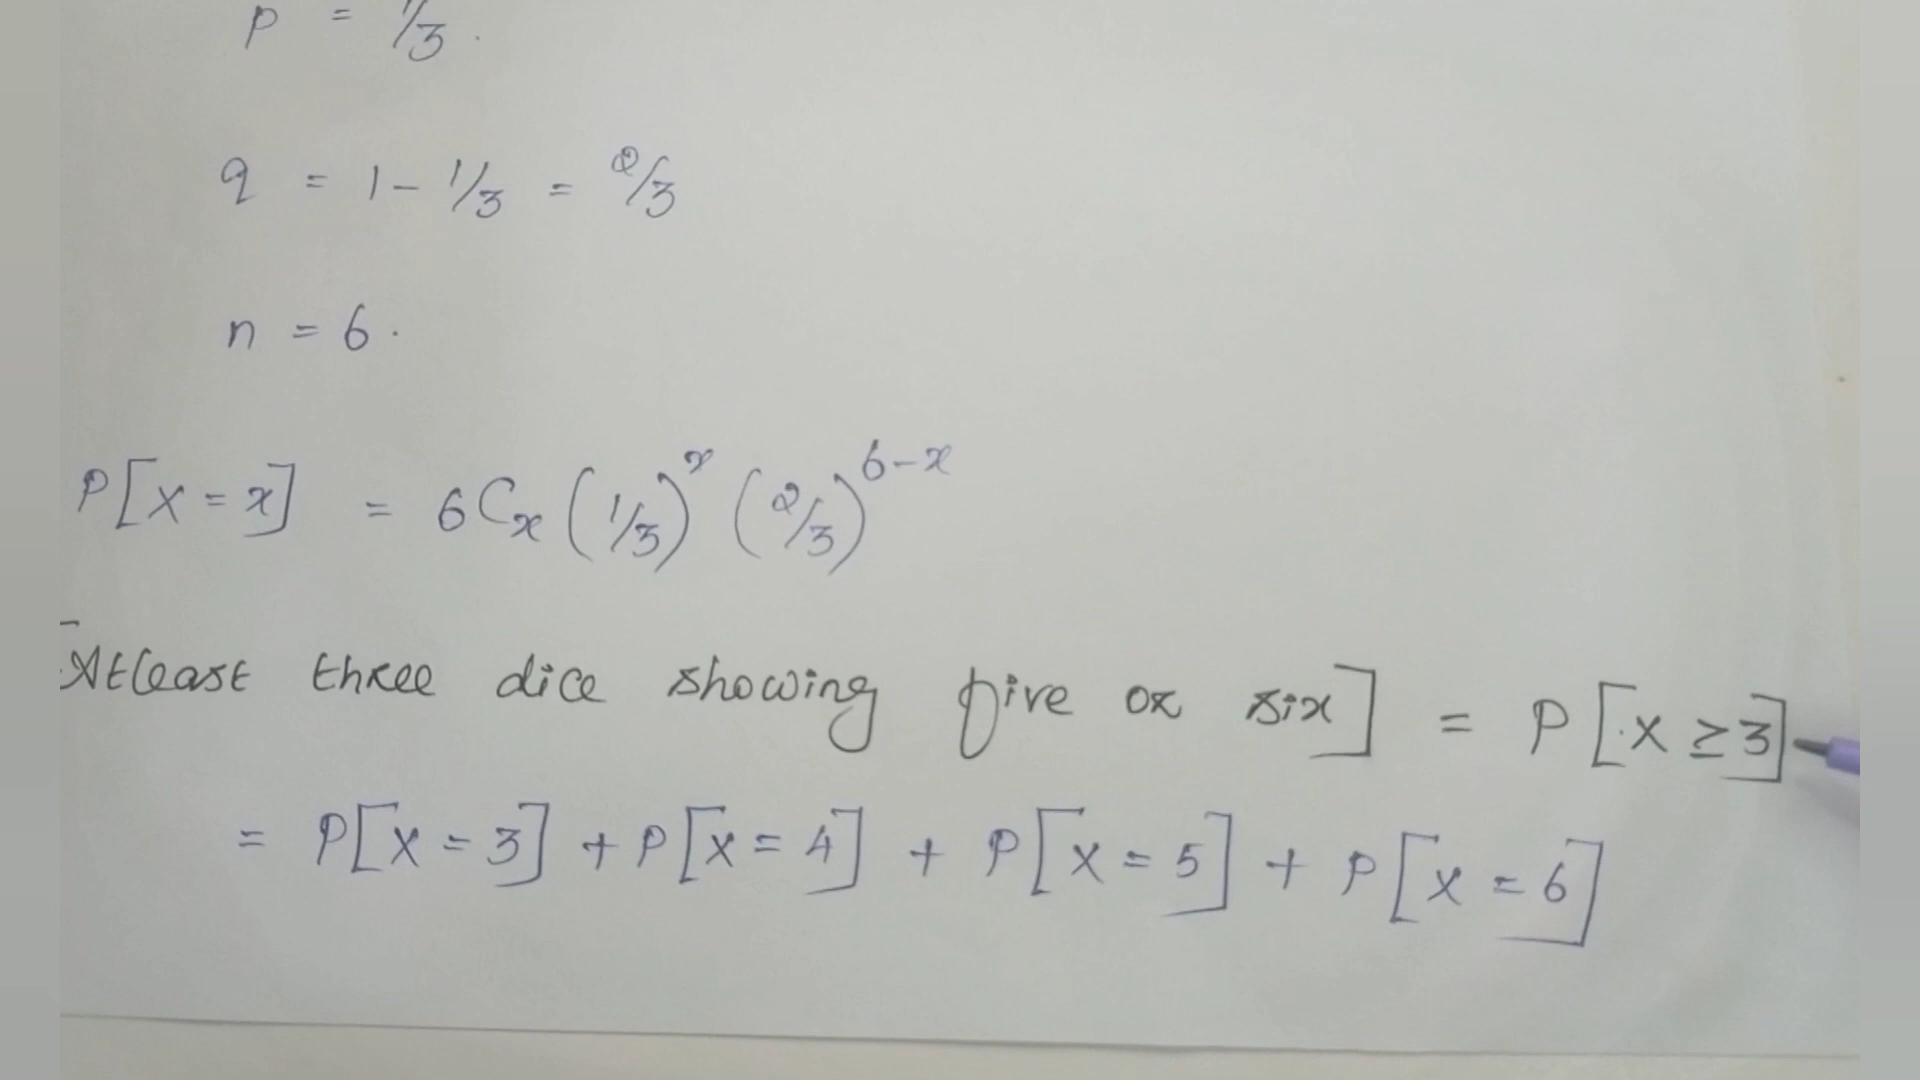 p = 1/3.
q = 1 - 1/3 = 2/3
n = 6.
P[X = x] = 6Cx (1/3)^x (2/3)^6-x
Atleast three dice showing five or six] = P[X ≥ 3]
= P[X = 3] + P[X = 4] + P[X = 5] + P[X = 6]